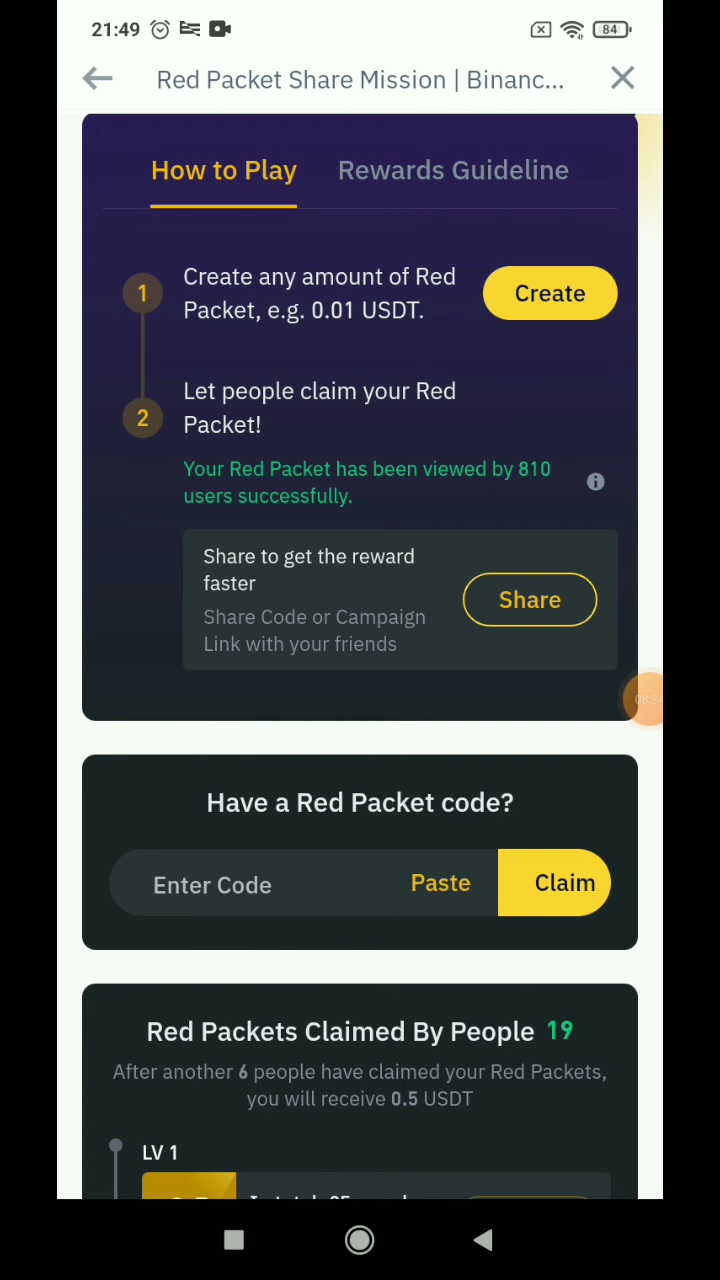 21:49
84
Red Packet Share Mission | Binanc...
How to Play
Rewards Guideline
1
Create any amount of Red
Packet, e.g. 0.01 USDT.
Create
2
Let people claim your Red
Packet!
Your Red Packet has been viewed by 810
users successfully.
Share to get the reward
faster
Share Code or Campaign
Link with your friends
Share
08:34
Have a Red Packet code?
Enter Code
Paste
Claim
Red Packets Claimed By People 19
After another 6 people have claimed your Red Packets,
you will receive 0.5 USDT
LV 1